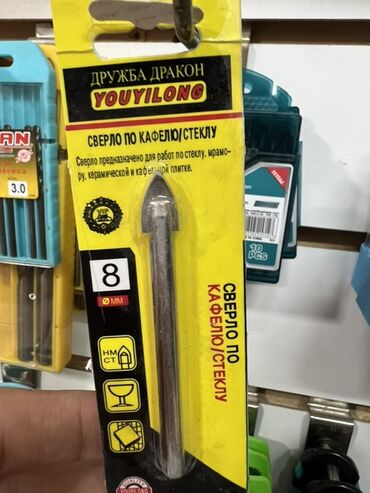 ДРУЖБА ДРАКОН
YOUYILONG
СВЕРЛО ПО КАФЕЛЮ/СТЕКЛУ
Сверло предназначено для работ по стеклу, мрамо-
ру, керамической и кафельной плитке.
8
ММ
HM
CT
СВЕРЛО ПО
КАФЕЛЮ/СТЕКЛУ
YOUYILONG
3.0
10
PCS